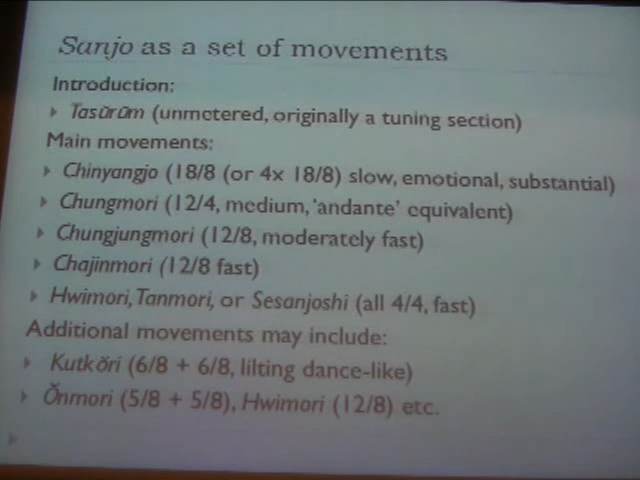 Sanjo as a set of movements
Introduction:
Tasŭrŭm (unmetered, originally a tuning section)
Main movements:
Chinyangjo (18/8 (or 4x 18/8) slow, emotional, substantial)
Chungmori (12/4, medium, 'andante' equivalent)
Chungjungmori (12/8, moderately fast)
Chajinmori (12/8 fast)
Hwimori, Tanmori, or Sesanjoshi (all 4/4, fast)
Additional movements may include:
Kutkŏri (6/8 + 6/8, lilting dance-like)
Ŏnmori (5/8 + 5/8), Hwimori (12/8) etc.